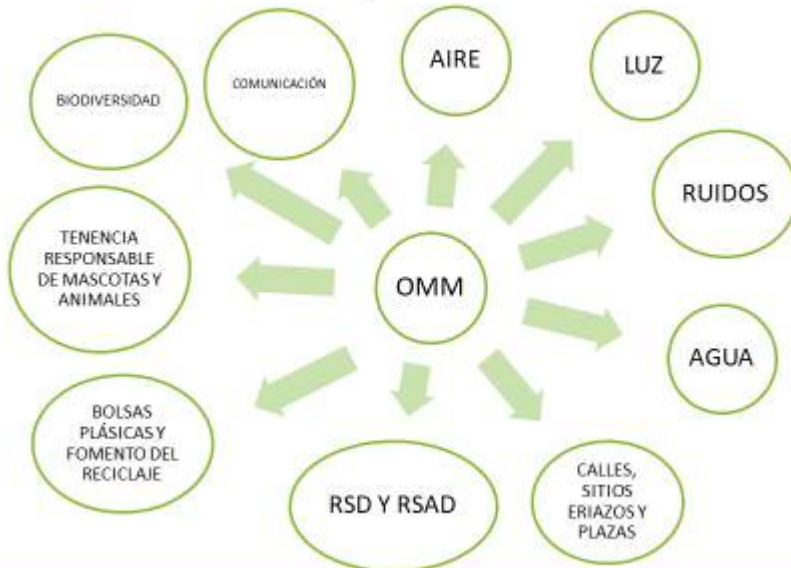 AIRE
LUZ
COMUNICACIÓN
BIODIVERSIDAD
RUIDOS
TENENCIA
RESPONSABLE
DE MASCOTAS Y
ANIMALES
OMM
AGUA
BOLSAS
PLÁSICAS Y
FOMENTO DEL
RECICLAJE
RSD Y RSAD
CALLES,
SITIOS
ERIAZOS Y
PLAZAS